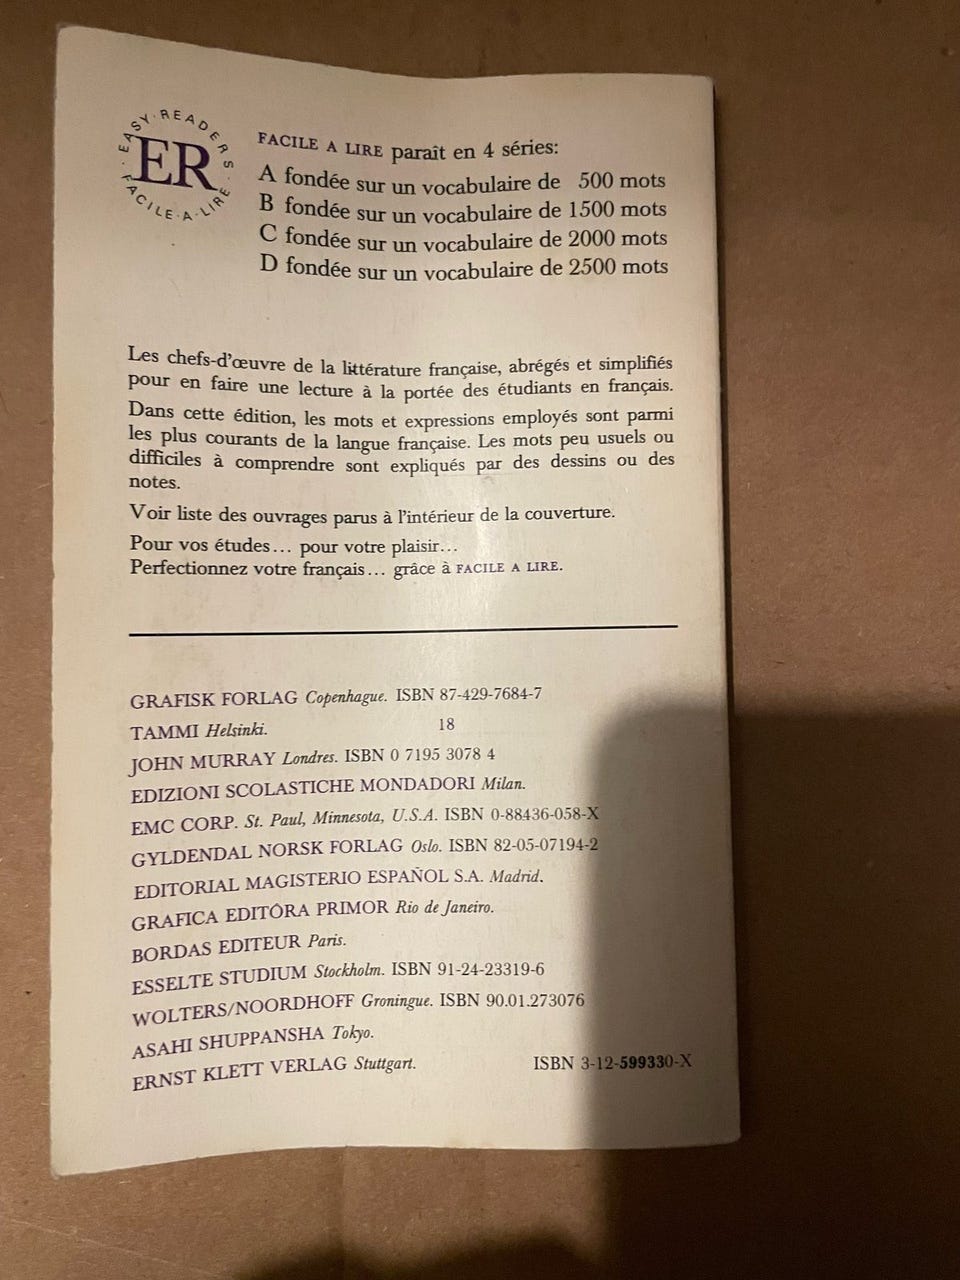 EASY·READERS·FACILE·A·LIRE·
ER
FACILE A LIRE paraît en 4 séries:
A fondée sur un vocabulaire de 500 mots
B fondée sur un vocabulaire de 1500 mots
C fondée sur un vocabulaire de 2000 mots
D fondée sur un vocabulaire de 2500 mots
Les chefs-d'œuvre de la littérature française, abrégés et simplifiés
pour en faire une lecture à la portée des étudiants en français.
Dans cette édition, les mots et expressions employés sont parmi
les plus courants de la langue française. Les mots peu usuels ou
difficiles à comprendre sont expliqués par des dessins ou des
notes.
Voir liste des ouvrages parus à l'intérieur de la couverture.
Pour vos études... pour votre plaisir...
Perfectionnez votre français... grâce à FACILE A LIRE.
GRAFISK FORLAG Copenhague. ISBN 87-429-7684-7
TAMMI Helsinki. 18
JOHN MURRAY Londres. ISBN 0 7195 3078 4
EDIZIONI SCOLASTICHE MONDADORI Milan.
EMC CORP. St. Paul, Minnesota, U.S.A. ISBN 0-88436-058-X
GYLDENDAL NORSK FORLAG Oslo. ISBN 82-05-07194-2
EDITORIAL MAGISTERIO ESPAÑOL S.A. Madrid.
GRAFICA EDITÔRA PRIMOR Rio de Janeiro.
BORDAS EDITEUR Paris.
ESSELTE STUDIUM Stockholm. ISBN 91-24-23319-6
WOLTERS/NOORDHOFF Groningue. ISBN 90.01.273076
ASAHI SHUPPANSHA Tokyo.
ERNST KLETT VERLAG Stuttgart. ISBN 3-12-599330-X